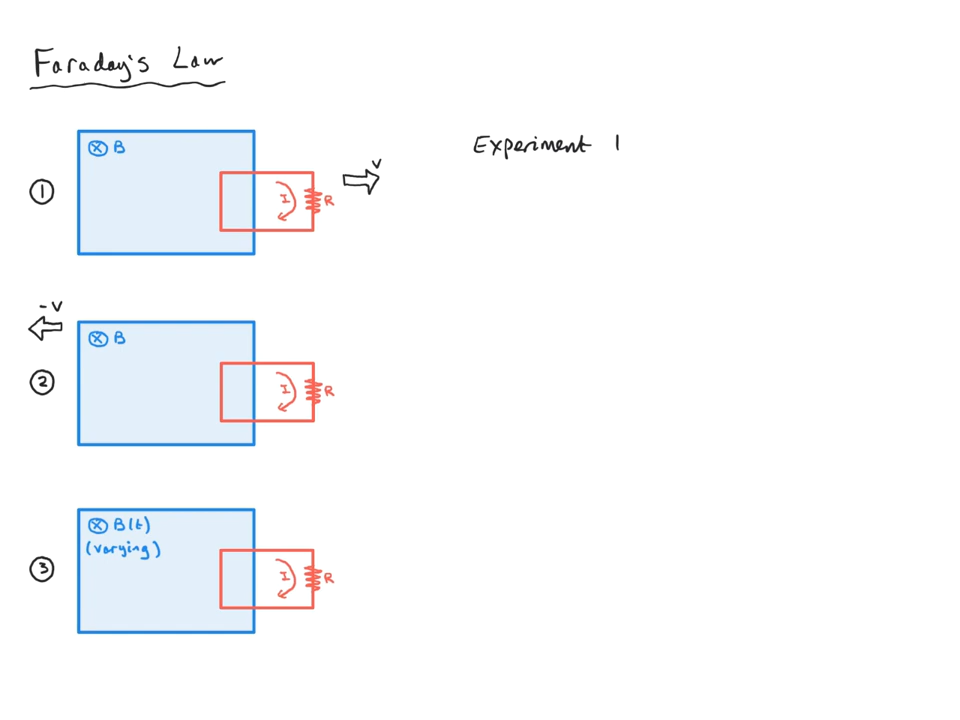 Faraday's Law
Experiment 1
① ⊗ B
I R
v
-v
② ⊗ B
I R
③ ⊗ B(t)
(varying)
I R